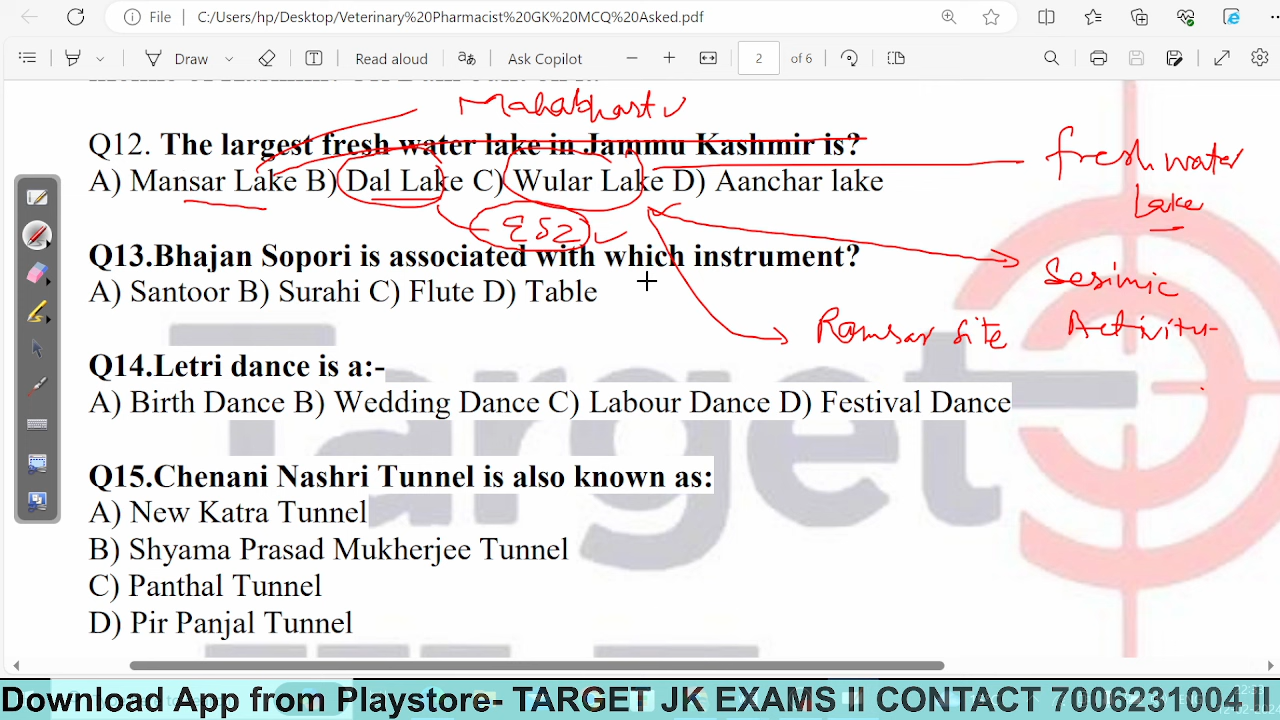 File C:/Users/hp/Desktop/Veterinary%20Pharmacist%20GK%20MCQ%20Asked.pdf
Draw Read aloud aあ Ask Copilot 2 of 6
Mahabharat
Q12. The largest fresh water lake in Jammu Kashmir is?
fresh water
A) Mansar Lake B) Dal Lake C) Wular Lake D) Aanchar lake
Lake
ESZ
Q13.Bhajan Sopori is associated with which instrument?
Sesimic
A) Santoor B) Surahi C) Flute D) Table
Activity
Ramsar Site
Q14.Letri dance is a:-
A) Birth Dance B) Wedding Dance C) Labour Dance D) Festival Dance
Target
Q15.Chenani Nashri Tunnel is also known as:
A) New Katra Tunnel
B) Shyama Prasad Mukherjee Tunnel
C) Panthal Tunnel
D) Pir Panjal Tunnel
Download App from Playstore- TARGET JK EXAMS II CONTACT 7006231004 II